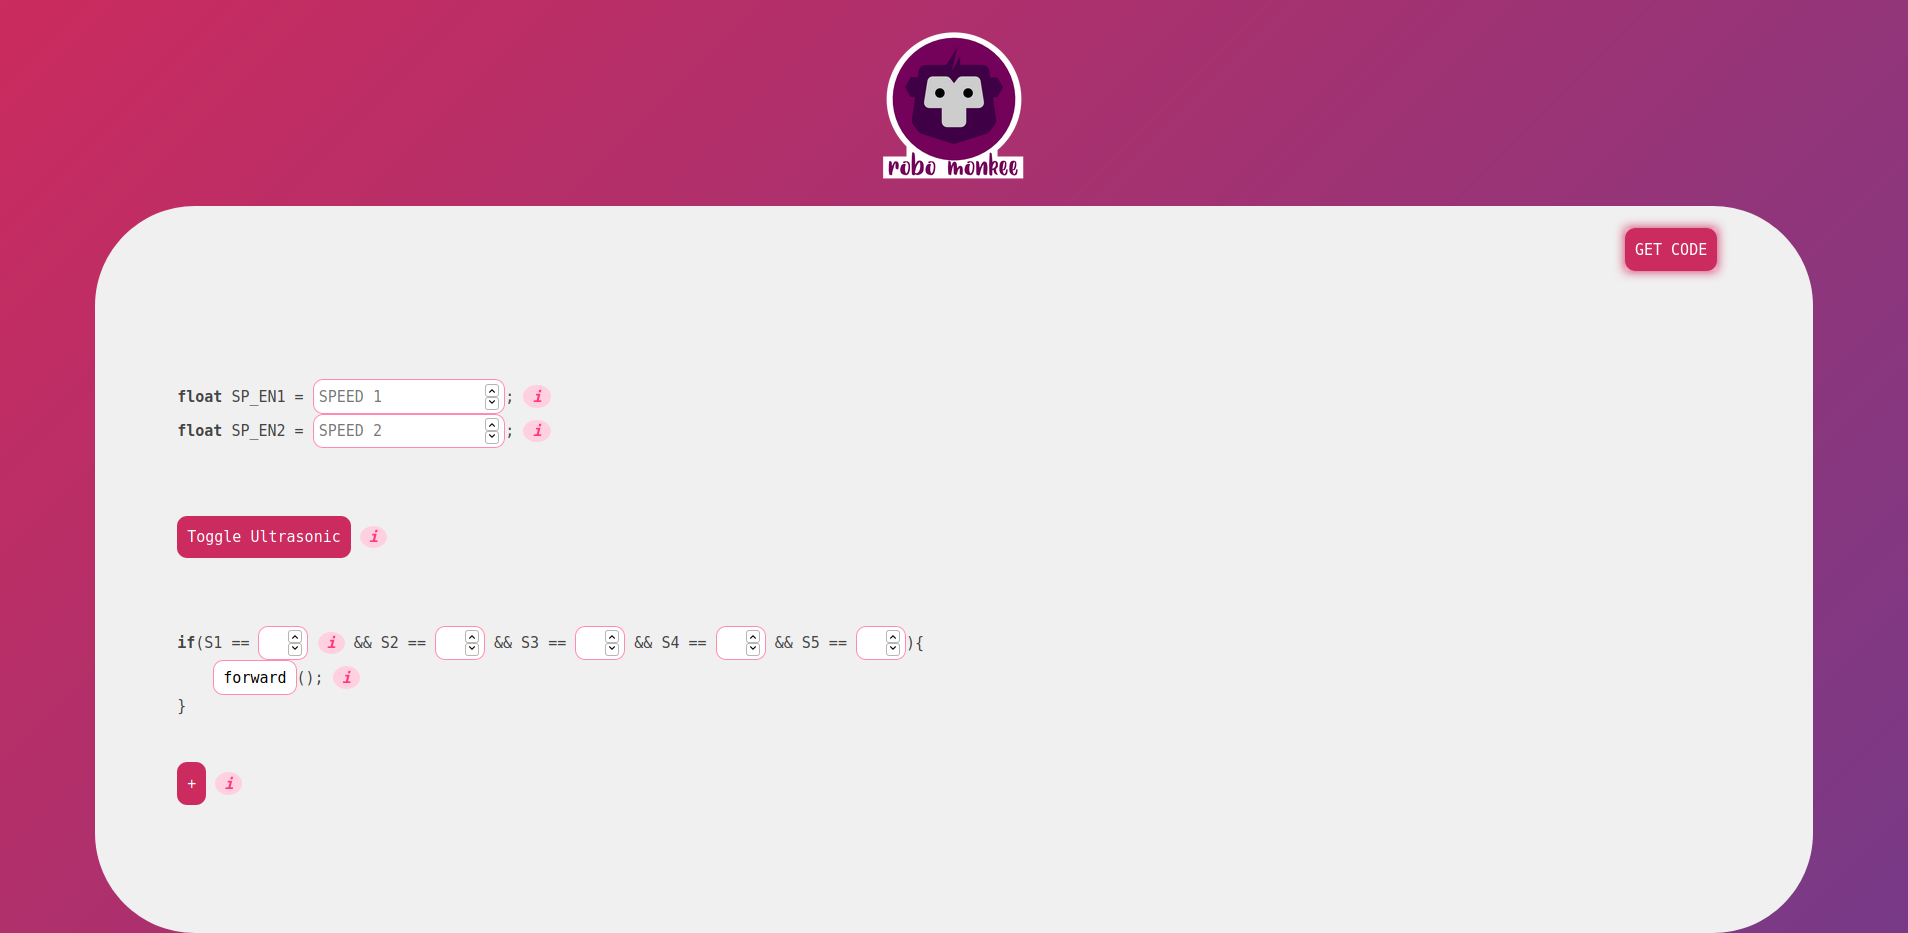 robo monkee
GET CODE
float SP_EN1 = SPEED 1 ; i
float SP_EN2 = SPEED 2 ; i
Toggle Ultrasonic i
if(S1 == i && S2 == && S3 == && S4 == && S5 == ){
forward (); i
}
+ i